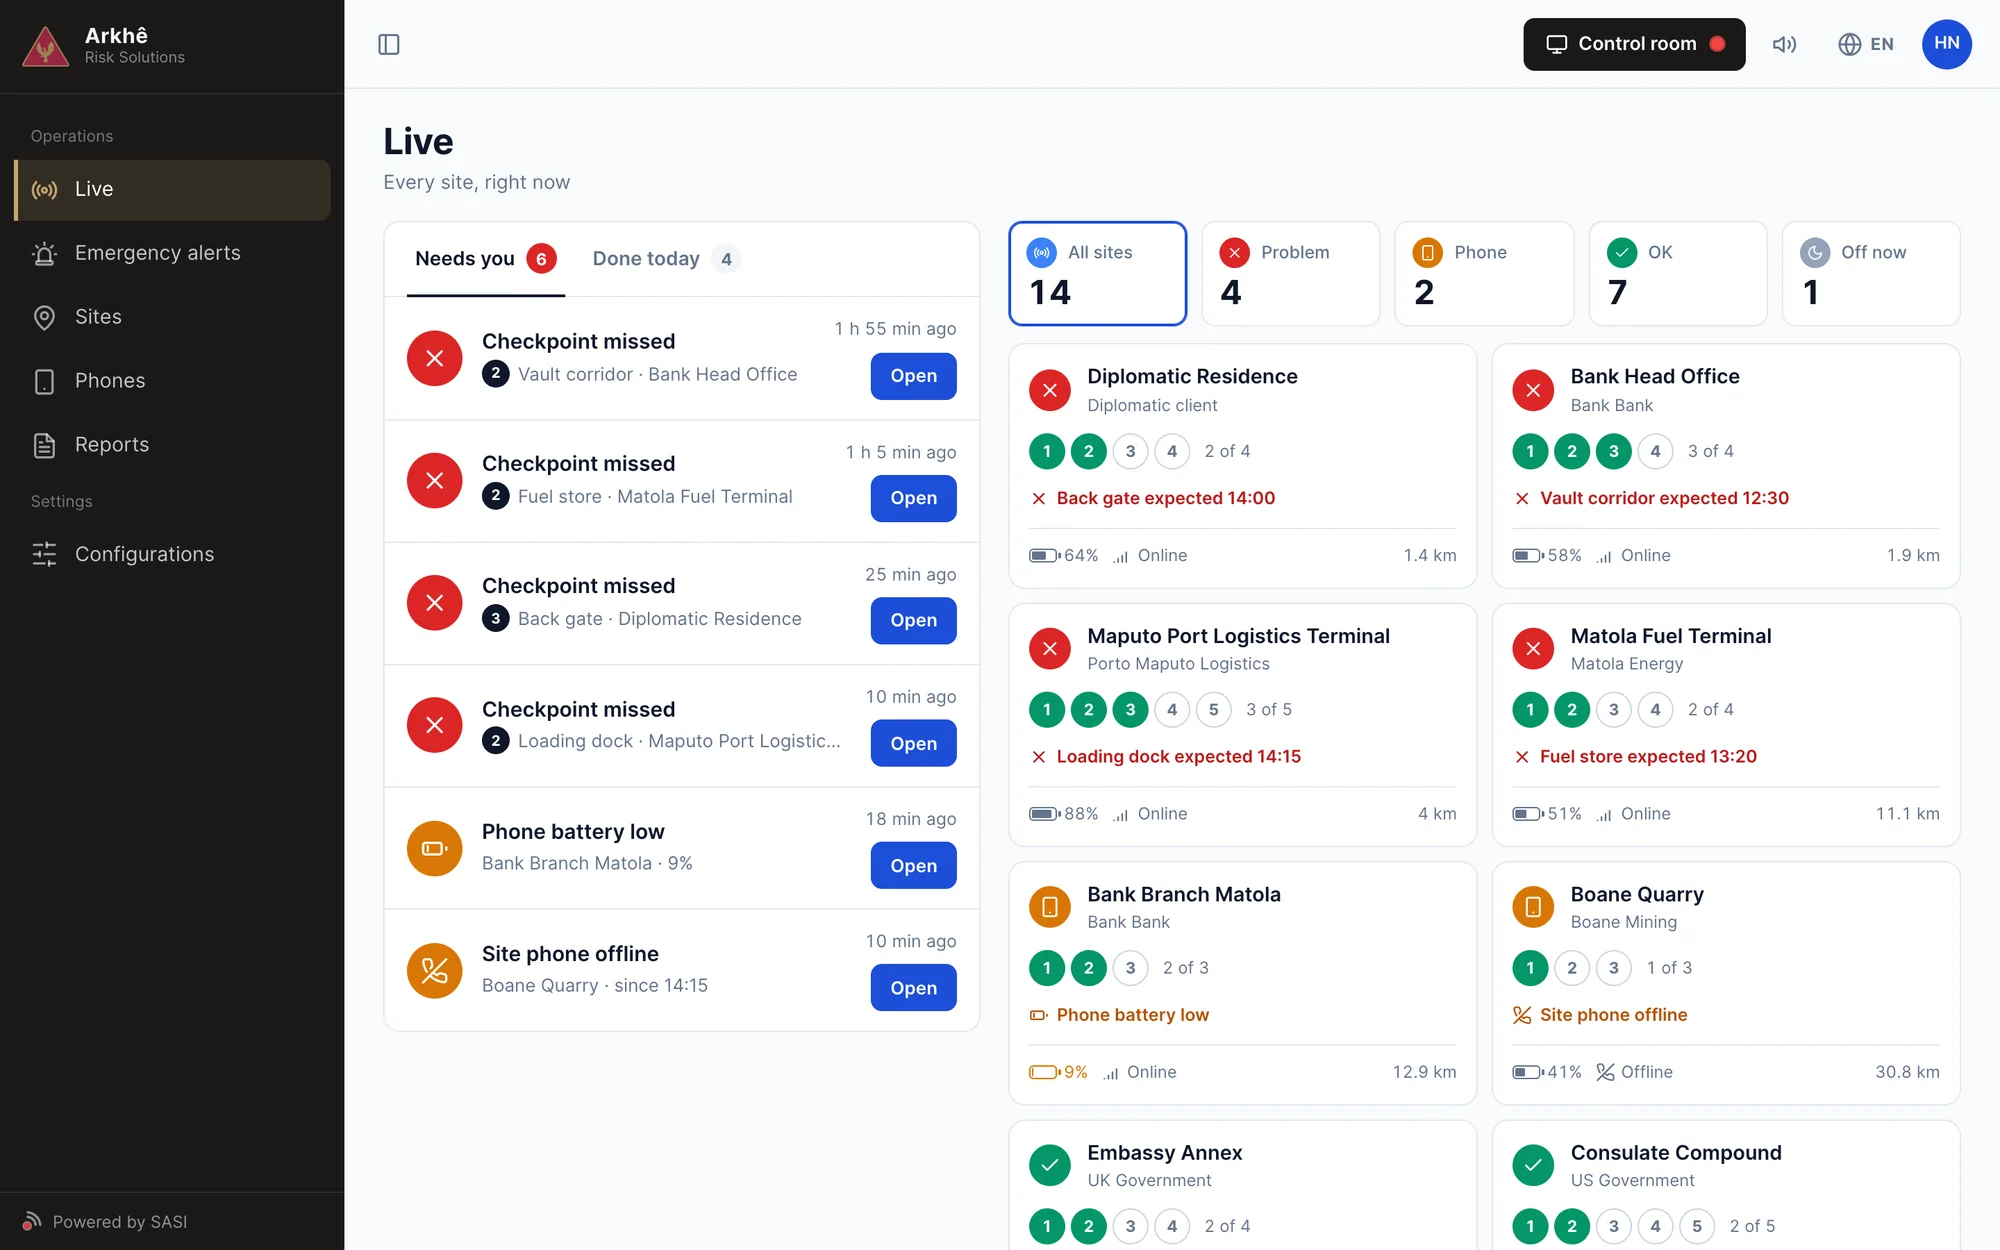 Arkhê
Risk Solutions
Operations
Live
Emergency alerts
Sites
Phones
Reports
Settings
Configurations
Powered by SASI
Control room
EN
HN
Live
Every site, right now
Needs you 6
Done today 4
Checkpoint missed
1 h 55 min ago
2 Vault corridor · Bank Head Office
Open
Checkpoint missed
1 h 5 min ago
2 Fuel store · Matola Fuel Terminal
Open
Checkpoint missed
25 min ago
3 Back gate · Diplomatic Residence
Open
Checkpoint missed
10 min ago
2 Loading dock · Maputo Port Logistic...
Open
Phone battery low
18 min ago
Bank Branch Matola · 9%
Open
Site phone offline
10 min ago
Boane Quarry · since 14:15
Open
All sites
14
Problem
4
Phone
2
OK
7
Off now
1
Diplomatic Residence
Diplomatic client
1 2 3 4 2 of 4
Back gate expected 14:00
64% Online 1.4 km
Bank Head Office
Bank Bank
1 2 3 4 3 of 4
Vault corridor expected 12:30
58% Online 1.9 km
Maputo Port Logistics Terminal
Porto Maputo Logistics
1 2 3 4 5 3 of 5
Loading dock expected 14:15
88% Online 4 km
Matola Fuel Terminal
Matola Energy
1 2 3 4 2 of 4
Fuel store expected 13:20
51% Online 11.1 km
Bank Branch Matola
Bank Bank
1 2 3 2 of 3
Phone battery low
9% Online 12.9 km
Boane Quarry
Boane Mining
1 2 3 1 of 3
Site phone offline
41% Offline 30.8 km
Embassy Annex
UK Government
1 2 3 4 2 of 4
Consulate Compound
US Government
1 2 3 4 5 2 of 5